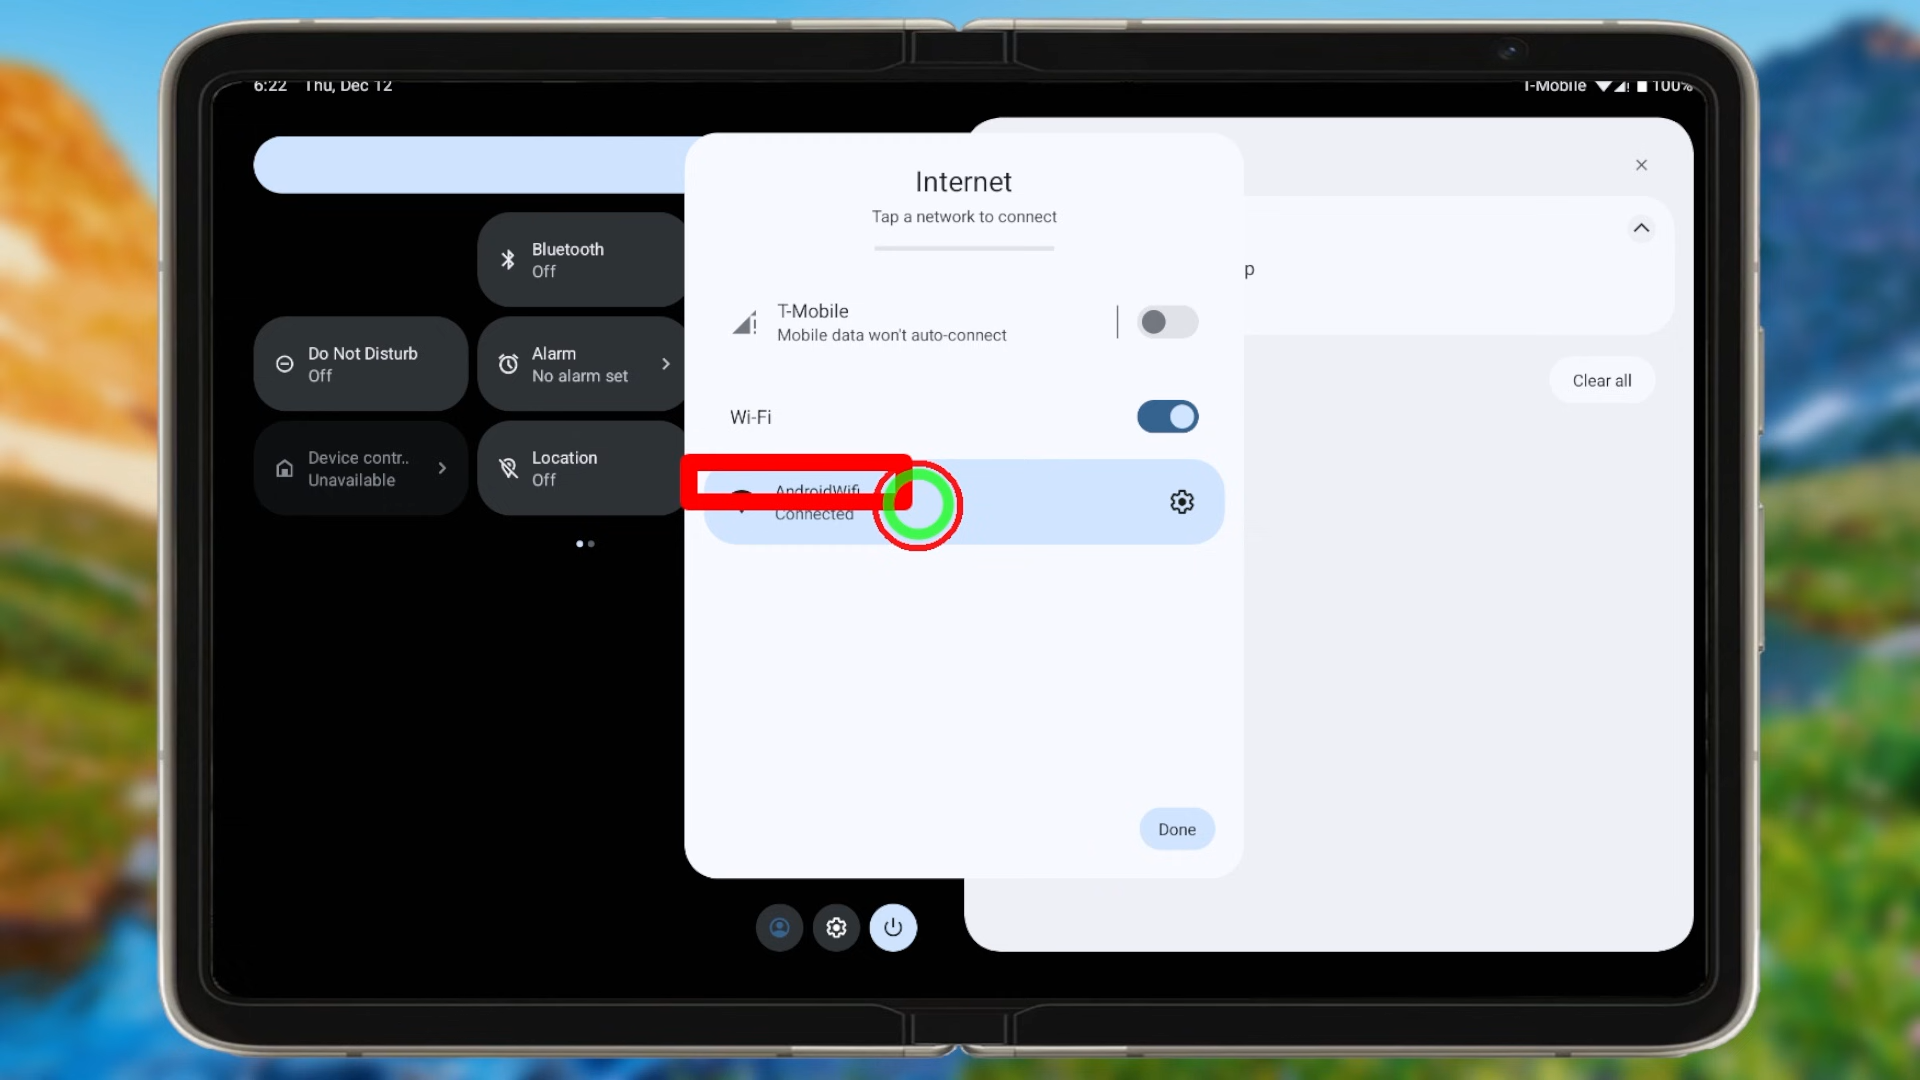 6:22 Thu, Dec 12
T-Mobile 100%
Internet
Tap a network to connect
Bluetooth
Off
T-Mobile
Mobile data won't auto-connect
p
Do Not Disturb
Off
Alarm
No alarm set
Clear all
Wi-Fi
Device contr..
Unavailable
Location
Off
AndroidWifi
Connected
Done